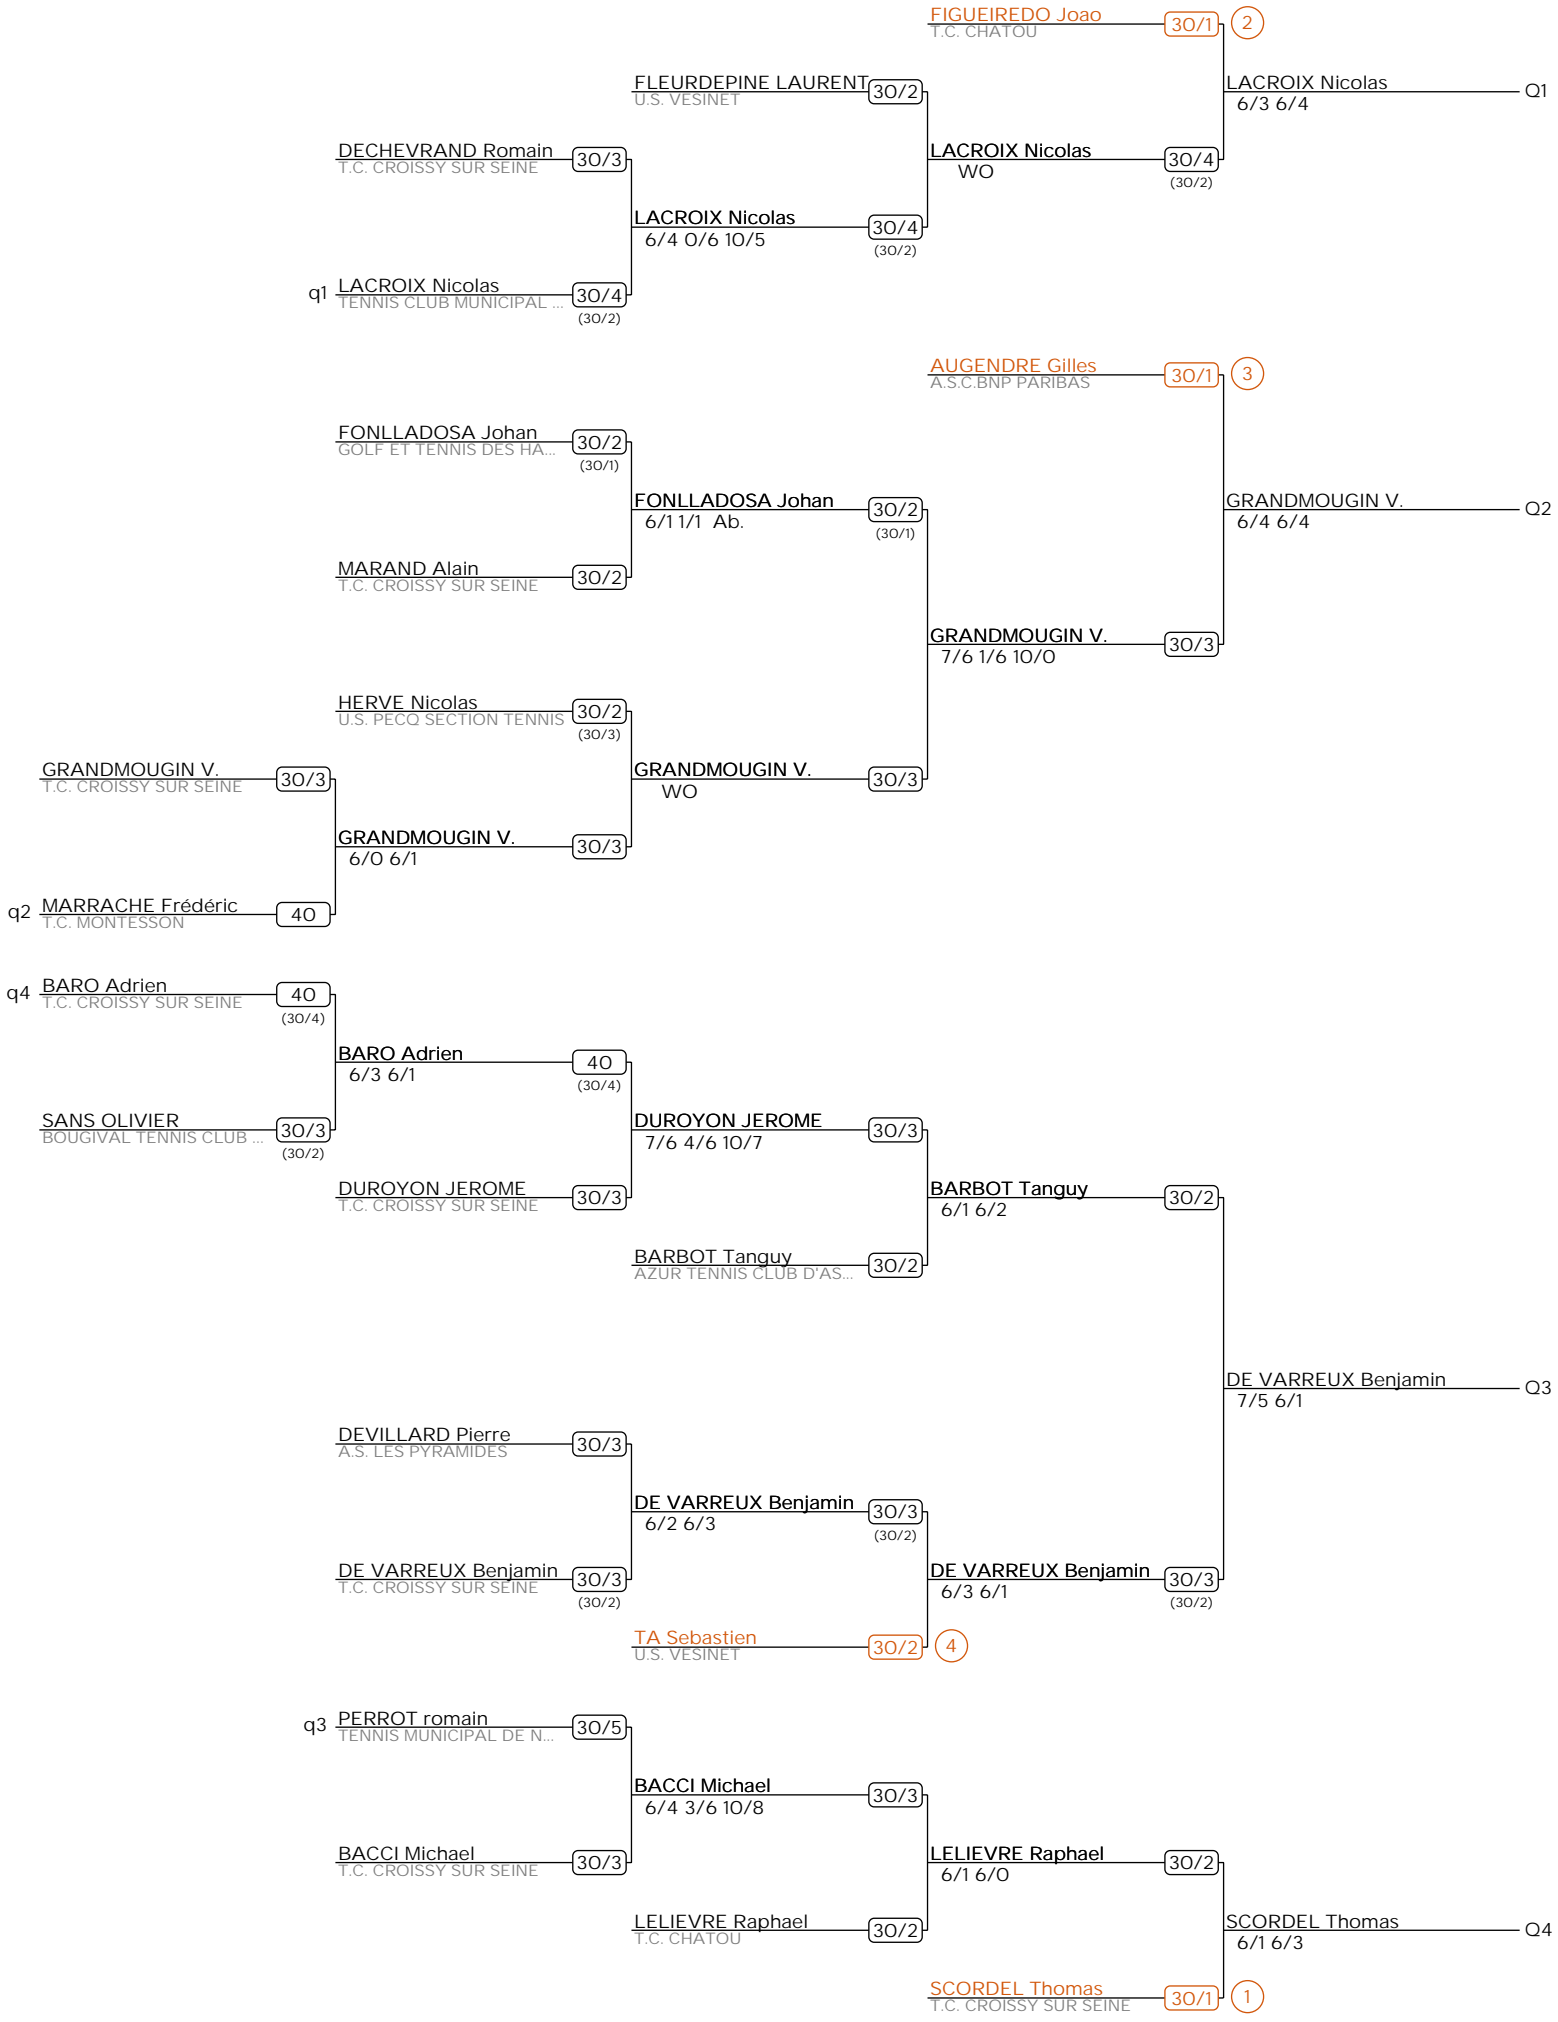 FIGUEIREDO Joao
T.C. CHATOU
30/1
2
FLEURDEPINE LAURENT
U.S. VESINET
30/2
LACROIX Nicolas
6/3 6/4
Q1
DECHEVRAND Romain
T.C. CROISSY SUR SEINE
30/3
LACROIX Nicolas
WO
30/4
(30/2)
LACROIX Nicolas
6/4 0/6 10/5
30/4
(30/2)
q1
LACROIX Nicolas
TENNIS CLUB MUNICIPAL ...
30/4
(30/2)
AUGENDRE Gilles
A.S.C.BNP PARIBAS
30/1
3
FONLLADOSA Johan
GOLF ET TENNIS DES HA...
30/2
(30/1)
FONLLADOSA Johan
6/1 1/1  Ab.
30/2
(30/1)
GRANDMOUGIN V.
6/4 6/4
Q2
MARAND Alain
T.C. CROISSY SUR SEINE
30/2
GRANDMOUGIN V.
7/6 1/6 10/0
30/3
HERVE Nicolas
U.S. PECQ SECTION TENNIS
30/2
(30/3)
GRANDMOUGIN V.
T.C. CROISSY SUR SEINE
30/3
GRANDMOUGIN V.
WO
30/3
GRANDMOUGIN V.
6/0 6/1
30/3
q2
MARRACHE Frédéric
T.C. MONTESSON
40
q4
BARO Adrien
T.C. CROISSY SUR SEINE
40
(30/4)
BARO Adrien
6/3 6/1
40
(30/4)
SANS OLIVIER
BOUGIVAL TENNIS CLUB ...
30/3
(30/2)
DUROYON JEROME
7/6 4/6 10/7
30/3
DUROYON JEROME
T.C. CROISSY SUR SEINE
30/3
BARBOT Tanguy
6/1 6/2
30/2
BARBOT Tanguy
AZUR TENNIS CLUB D'AS...
30/2
DE VARREUX Benjamin
7/5 6/1
Q3
DEVILLARD Pierre
A.S. LES PYRAMIDES
30/3
DE VARREUX Benjamin
6/2 6/3
30/3
(30/2)
DE VARREUX Benjamin
T.C. CROISSY SUR SEINE
30/3
(30/2)
DE VARREUX Benjamin
6/3 6/1
30/3
(30/2)
TA Sebastien
U.S. VESINET
30/2
4
q3
PERROT romain
TENNIS MUNICIPAL DE N...
30/5
BACCI Michael
6/4 3/6 10/8
30/3
BACCI Michael
T.C. CROISSY SUR SEINE
30/3
LELIEVRE Raphael
6/1 6/0
30/2
LELIEVRE Raphael
T.C. CHATOU
30/2
SCORDEL Thomas
6/1 6/3
Q4
SCORDEL Thomas
T.C. CROISSY SUR SEINE
30/1
1